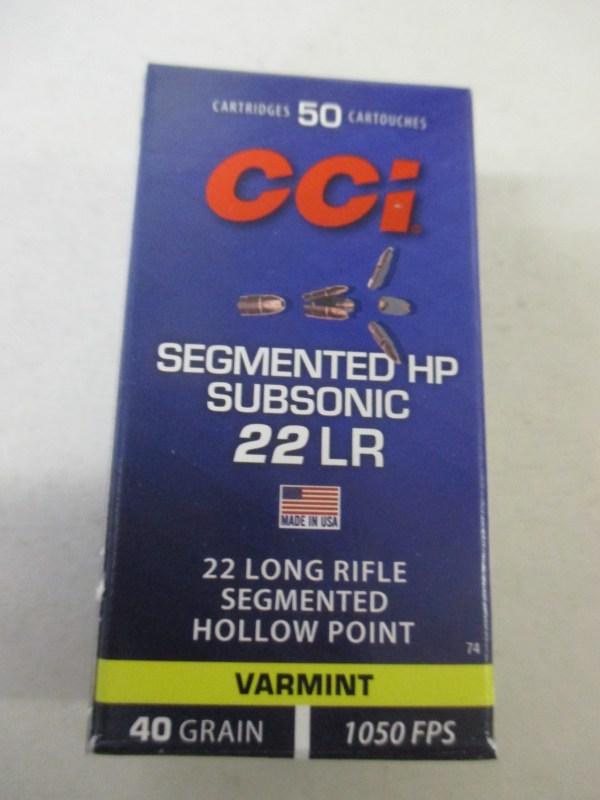 CARTRIDGES 50 CARTOUCHES
CCi
SEGMENTED HP
SUBSONIC
22 LR
MADE IN USA
22 LONG RIFLE
SEGMENTED
HOLLOW POINT
74
VARMINT
40 GRAIN 1050 FPS